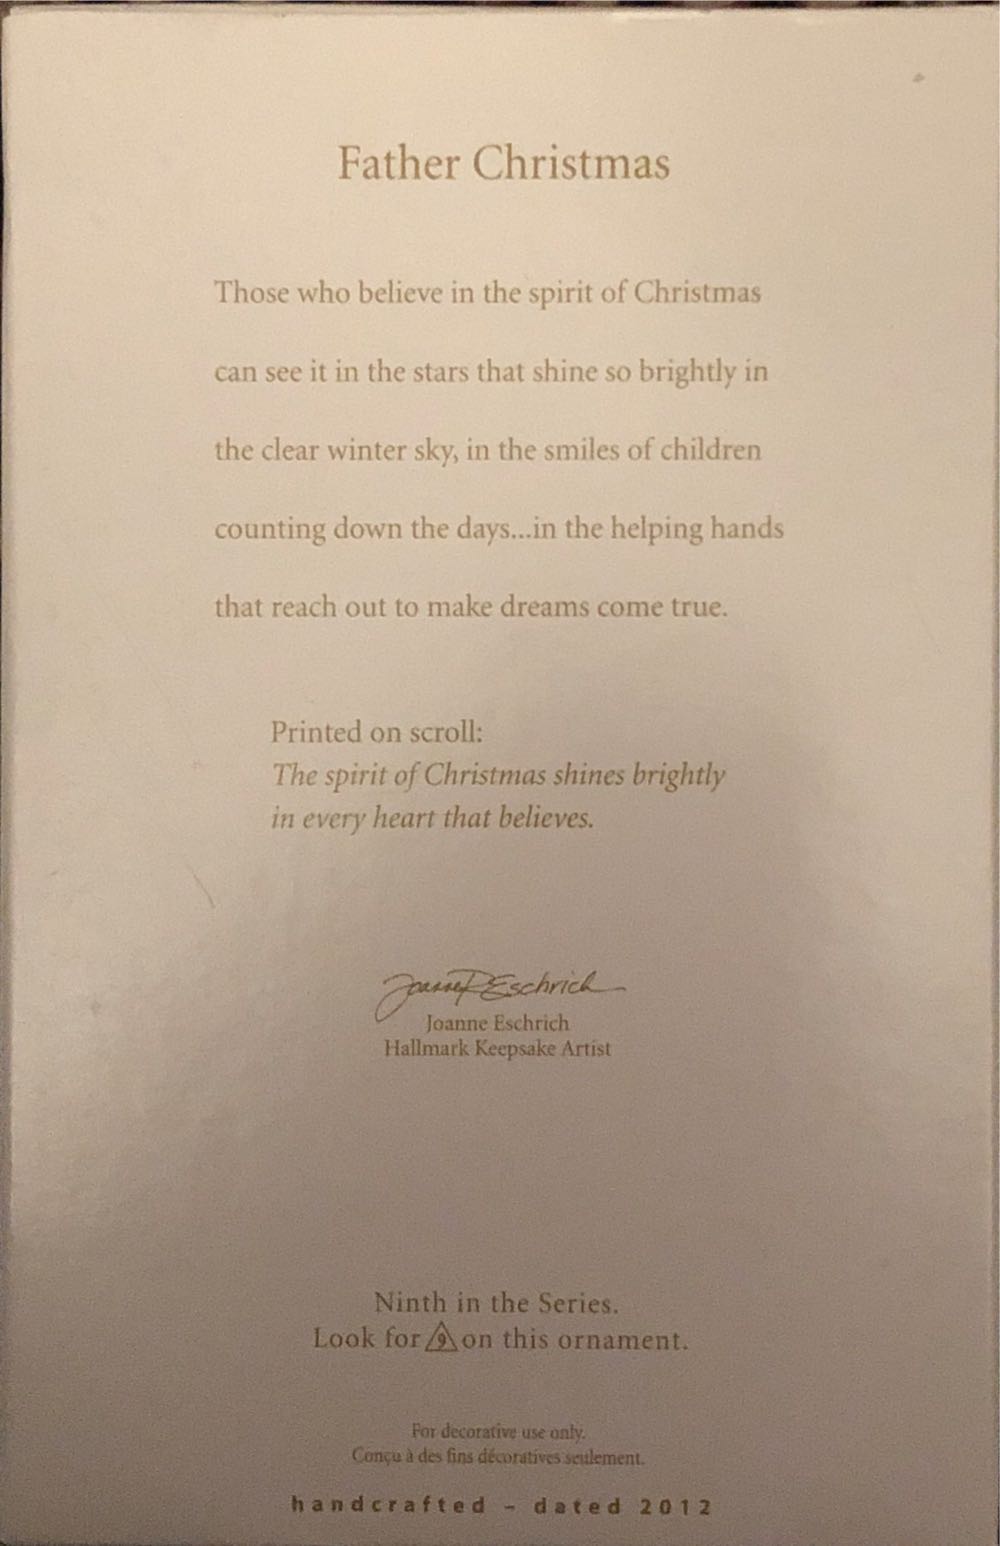 Father Christmas
Those who believe in the spirit of Christmas
can see it in the stars that shine so brightly in
the clear winter sky, in the smiles of children
counting down the days...in the helping hands
that reach out to make dreams come true.
Printed on scroll:
The spirit of Christmas shines brightly
in every heart that believes.
Joanne Eschrich
Joanne Eschrich
Hallmark Keepsake Artist
Ninth in the Series.
Look for 9 on this ornament.
For decorative use only.
Conçu à des fins décoratives seulement.
handcrafted – dated 2012